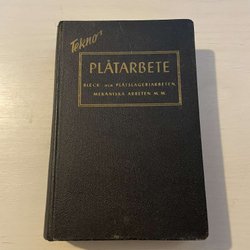 Tekno's
PLÅTARBETE
BLECK- OCH PLÅTSLAGERIARBETEN
MEKANISKA ARBETEN M. M.